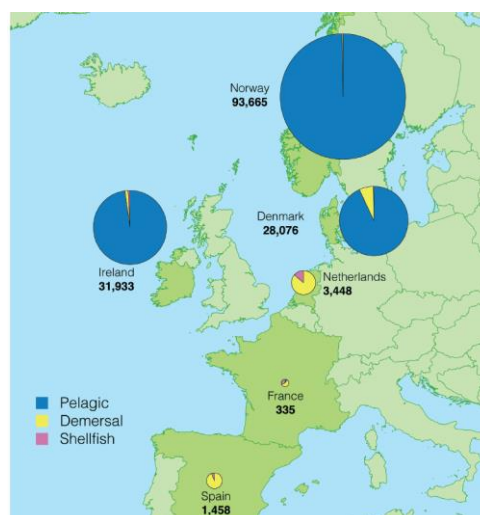 Norway
93,665
Denmark
28,076
Ireland
31,933
Netherlands
3,448
France
335
Pelagic
Demersal
Shellfish
Spain
1,458